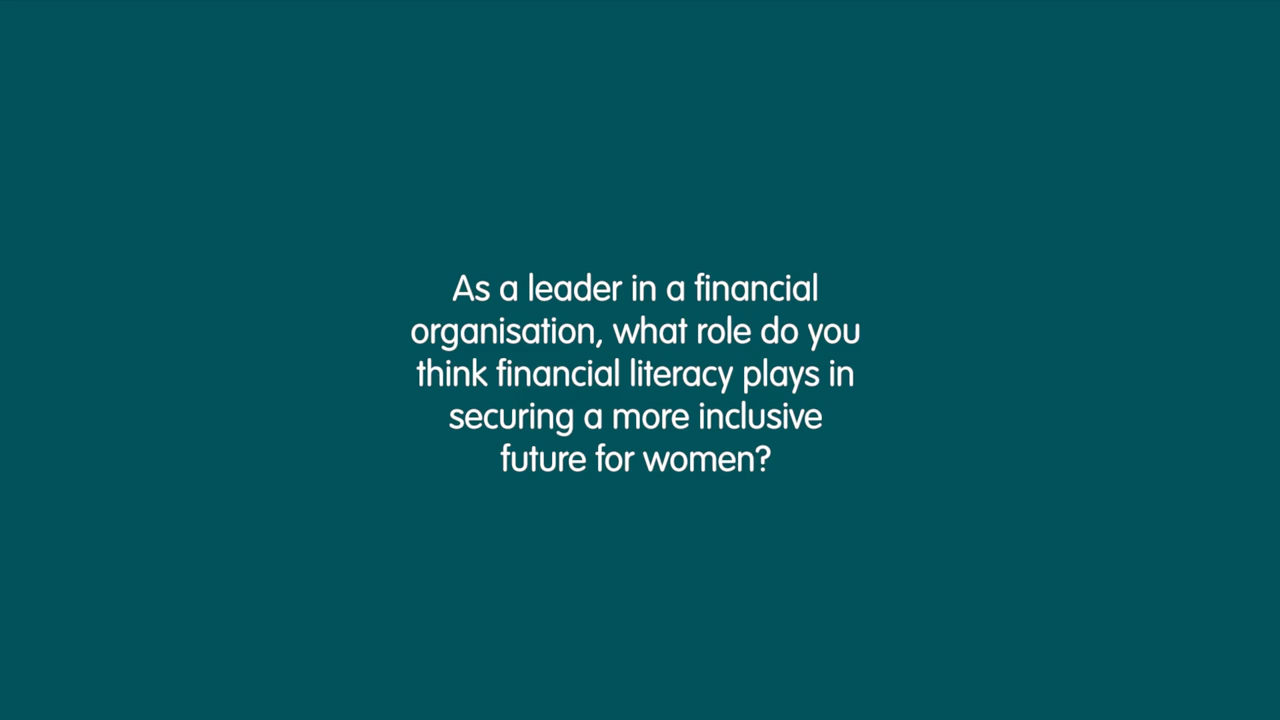 As a leader in a financial
organisation, what role do you
think financial literacy plays in
securing a more inclusive
future for women?